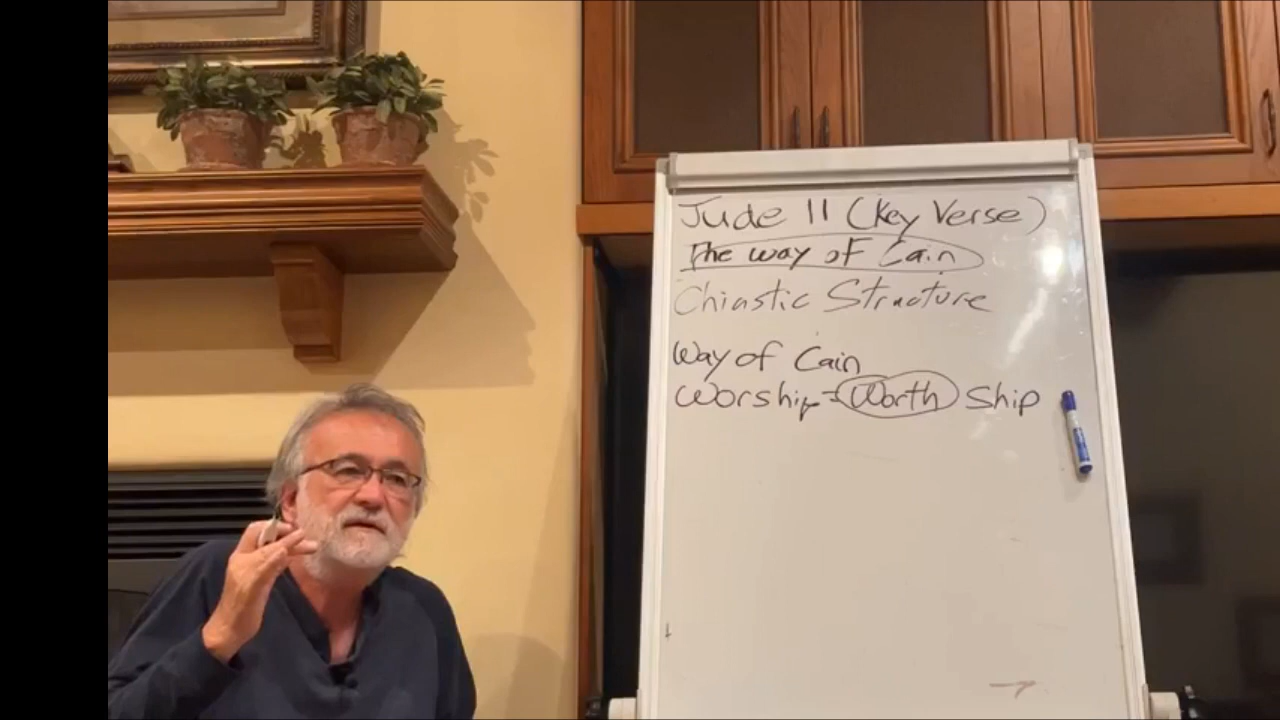 Jude 11 (Key Verse)
The way of Cain
Chiastic Structure
Way of Cain
Worship = Worth Ship